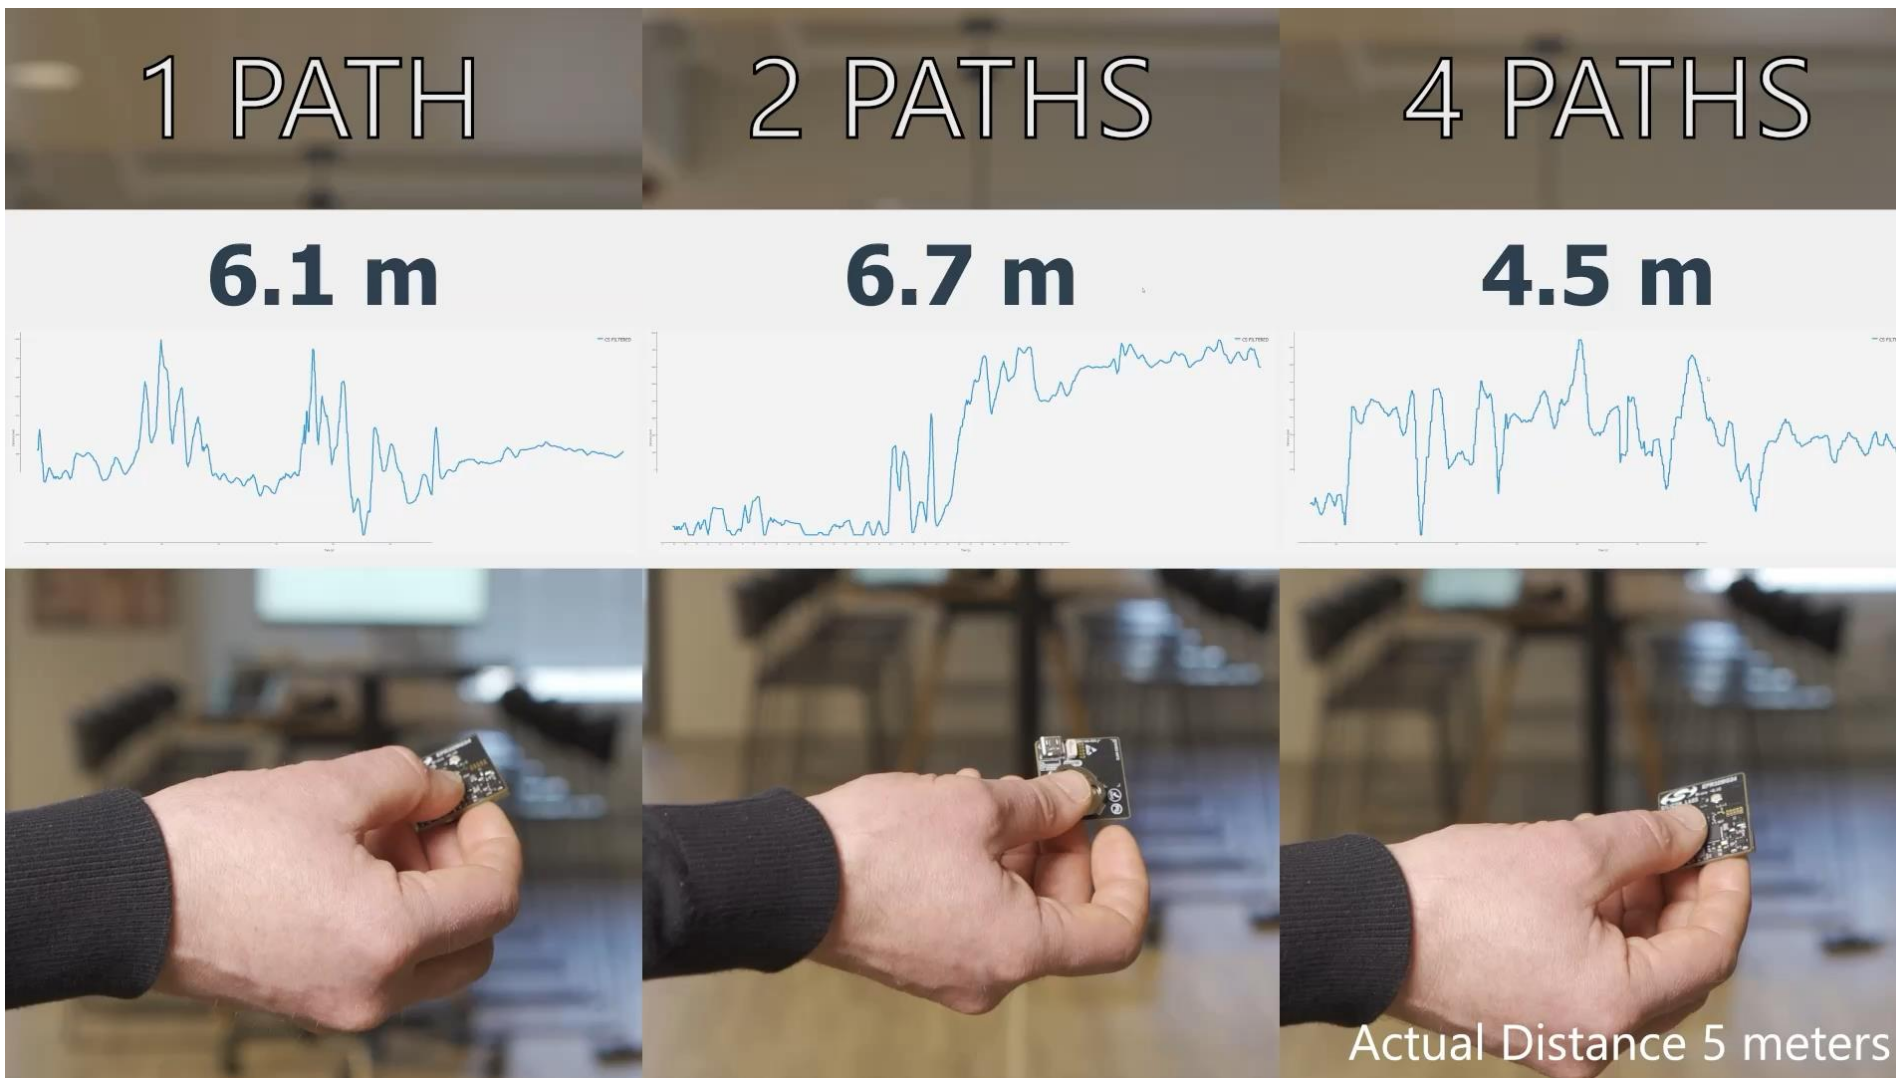 1 PATH
2 PATHS
4 PATHS
6.1 m
6.7 m
4.5 m
Actual Distance 5 meters